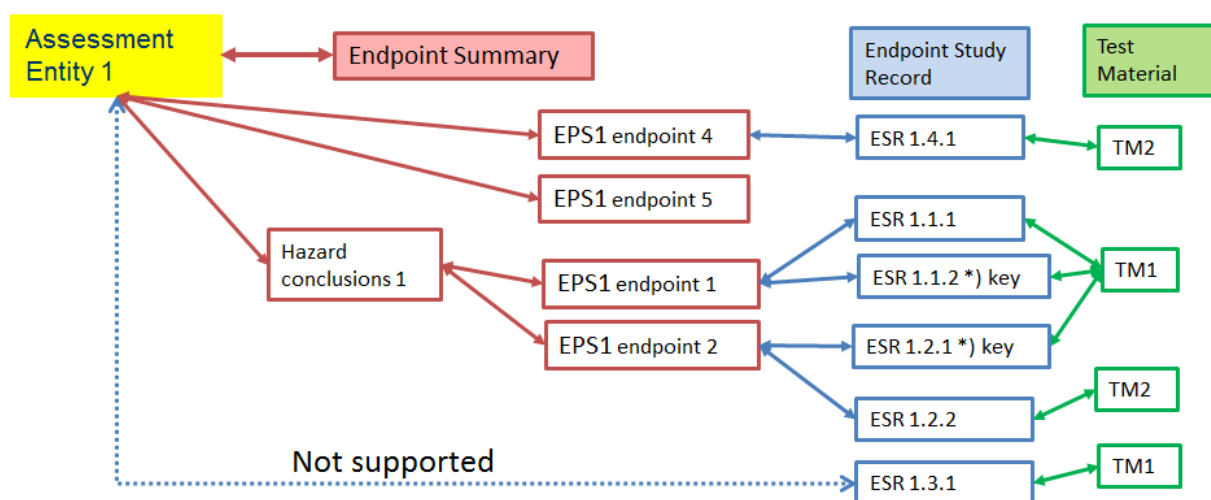 Assessment
Entity 1
Endpoint Summary
Endpoint Study
Record
Test
Material
EPS1 endpoint 4
ESR 1.4.1
TM2
EPS1 endpoint 5
ESR 1.1.1
Hazard
conclusions 1
EPS1 endpoint 1
ESR 1.1.2 *) key
TM1
EPS1 endpoint 2
ESR 1.2.1 *) key
TM2
ESR 1.2.2
Not supported
ESR 1.3.1
TM1